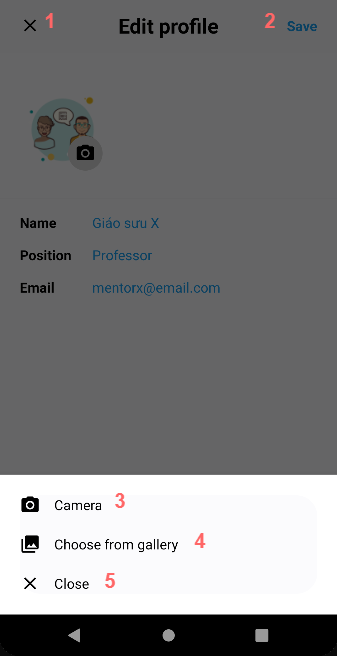 1 Edit profile 2 Save
Name Giáo sưu X
Position Professor
Email mentorx@email.com
Camera 3
Choose from gallery 4
Close 5